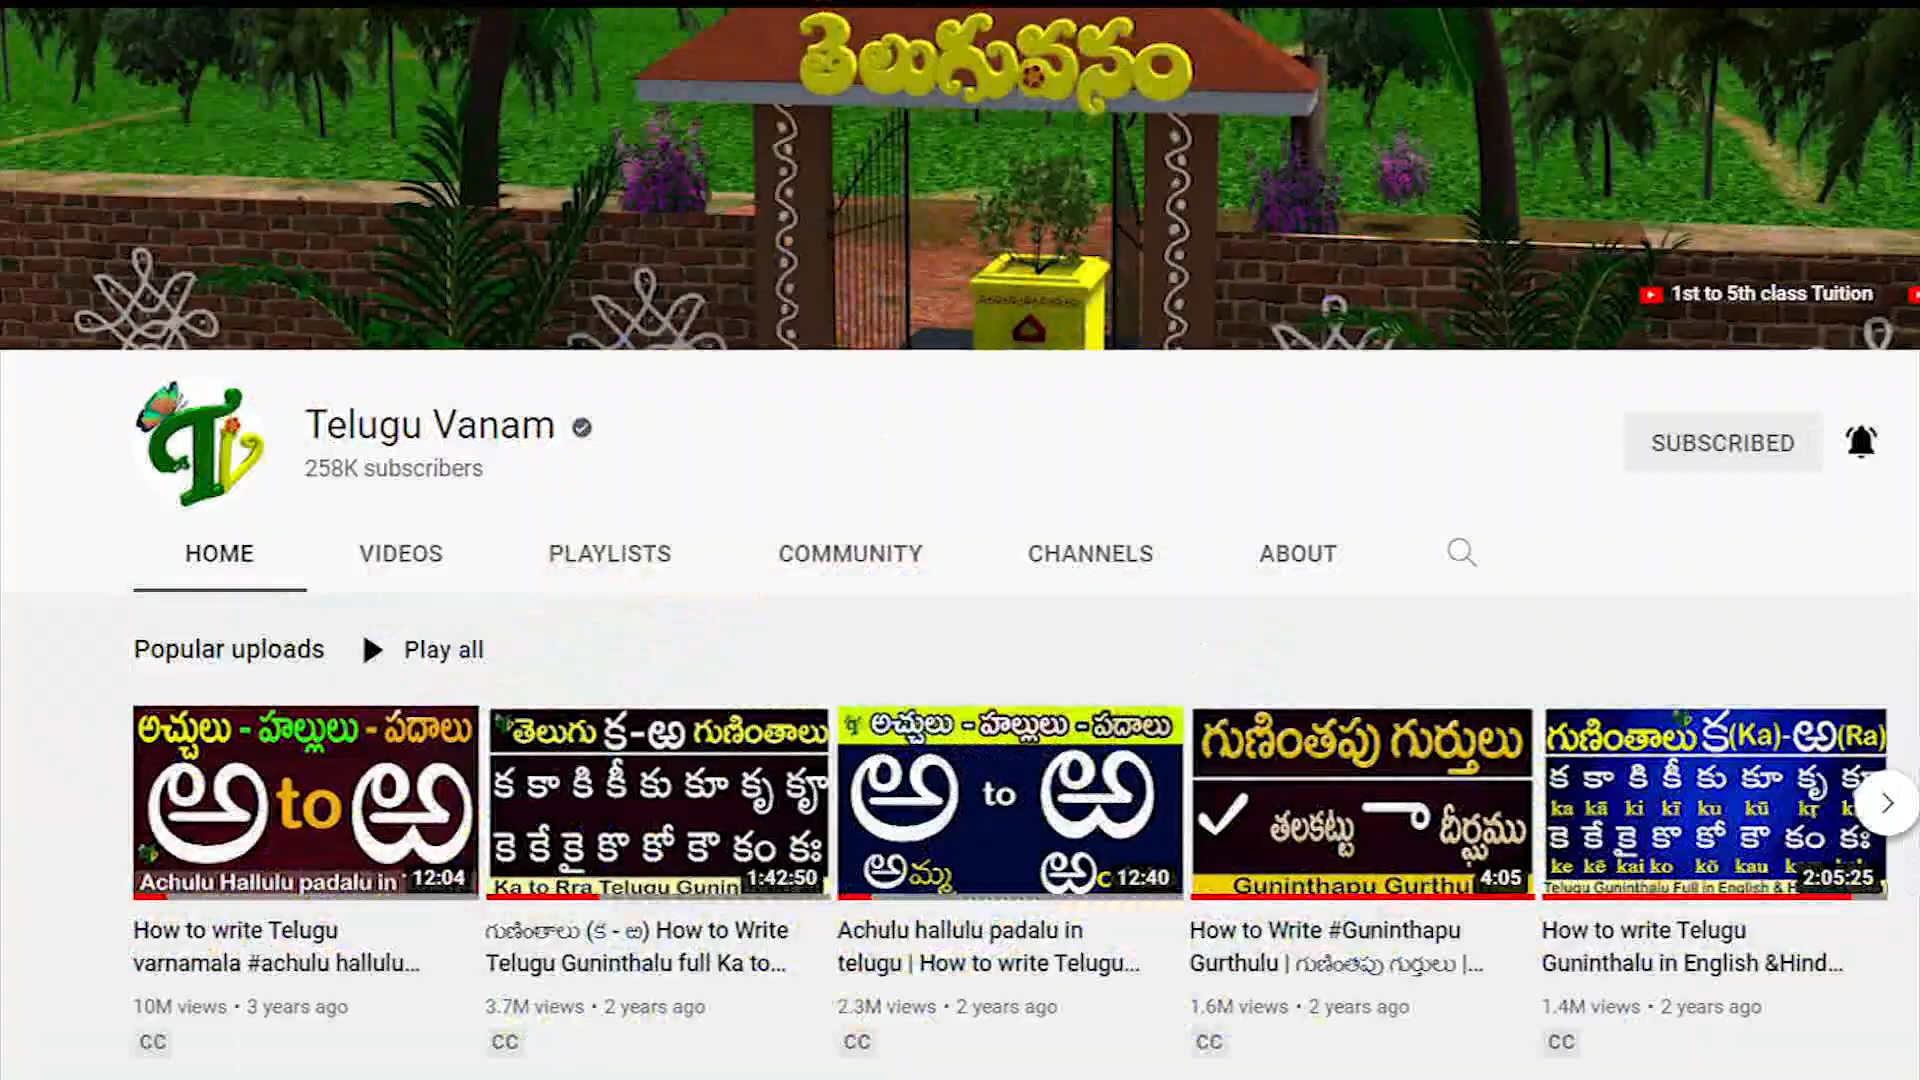 తెలుగువనం
1st to 5th class Tuition
Telugu Vanam
258K subscribers
SUBSCRIBED
HOME VIDEOS PLAYLISTS COMMUNITY CHANNELS ABOUT
Popular uploads Play all
అచ్చులు - హల్లులు - పదాలు
అ to ఱ
Achulu Hallulu padalu in
12:04
How to write Telugu
varnamala #achulu hallulu...
10M views • 3 years ago
CC
తెలుగు క-ఱ గుణింతాలు
క కా కి కీ కు కూ కృ కౄ
కె కే కై కొ కో కౌ కం కః
Ka to Rra Telugu Gunin
1:42:50
గుణింతాలు (క - ఱ) How to Write
Telugu Guninthalu full Ka to...
3.7M views • 2 years ago
CC
అచ్చులు - హల్లులు - పదాలు
అ to ఱ
అమ్మ ఱ
12:40
Achulu hallulu padalu in
telugu | How to write Telugu...
2.3M views • 2 years ago
CC
గుణింతపు గుర్తులు
తలకట్టు దీర్ఘము
Guninthapu Gurthu
4:05
How to Write #Guninthapu
Gurthulu | గుణింతపు గుర్తులు |...
1.6M views • 2 years ago
CC
గుణింతాలు క(Ka)-ఱ(Ra)
క కా కి కీ కు కూ కృ
ka kā ki kī ku kū kṛ
కె కే కై కొ కో కౌ కం కః
ke kē kai ko kō kau
Telugu Guninthalu Full in English & H
2:05:25
How to write Telugu
Guninthalu in English &Hind...
1.4M views • 2 years ago
CC